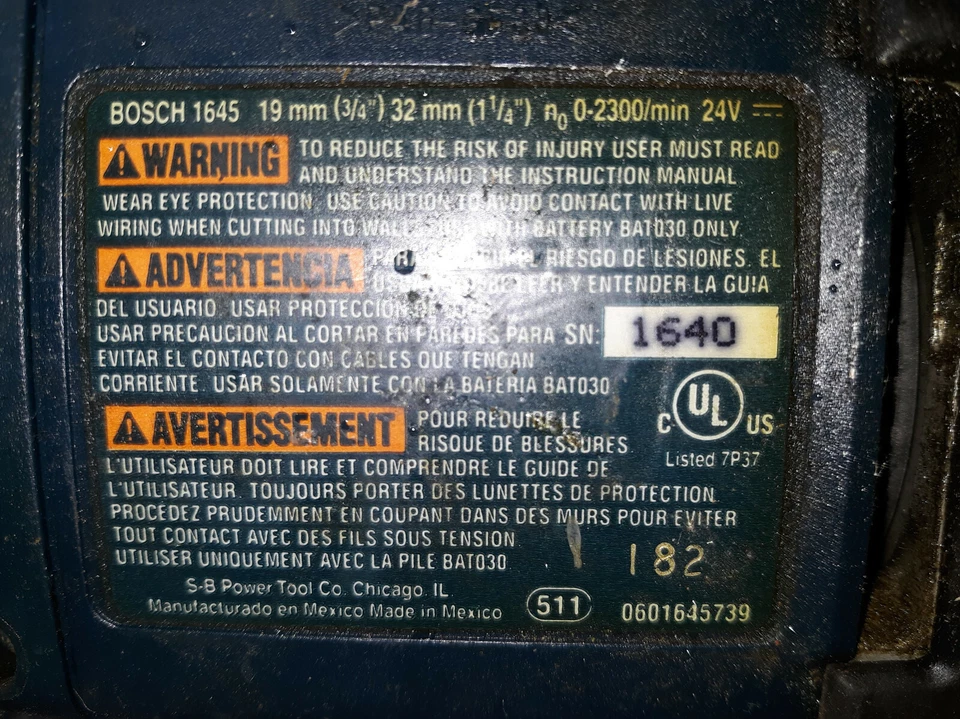 BOSCH 1645 19 mm (3/4") 32 mm (1 1/4") n0 0-2300/min 24V
WARNING TO REDUCE THE RISK OF INJURY USER MUST READ
AND UNDERSTAND THE INSTRUCTION MANUAL
WEAR EYE PROTECTION. USE CAUTION TO AVOID CONTACT WITH LIVE
WIRING WHEN CUTTING INTO WALLS. USE WITH BATTERY BAT030 ONLY.
ADVERTENCIA PARA RIESGO DE LESIONES. EL
LEER Y ENTENDER LA GUIA
DEL USUARIO. USAR PROTECCION DE
USAR PRECAUCION AL CORTAR EN PAREDES PARA SN: 1640
EVITAR EL CONTACTO CON CABLES QUE TENGAN
CORRIENTE. USAR SOLAMENTE CON LA BATERIA BAT030
AVERTISSEMENT POUR REDUIRE LE
RISQUE DE BLESSURES
L'UTILISATEUR DOIT LIRE ET COMPRENDRE LE GUIDE DE
L'UTILISATEUR. TOUJOURS PORTER DES LUNETTES DE PROTECTION
PROCEDEZ PRUDEMMENT EN COUPANT DANS DES MURS POUR EVITER
TOUT CONTACT AVEC DES FILS SOUS TENSION
UTILISER UNIQUEMENT AVEC LA PILE BAT030
C UL US
Listed 7P37
182
S-B Power Tool Co. Chicago IL.
Manufacturado en Mexico Made in Mexico 511 0601645739